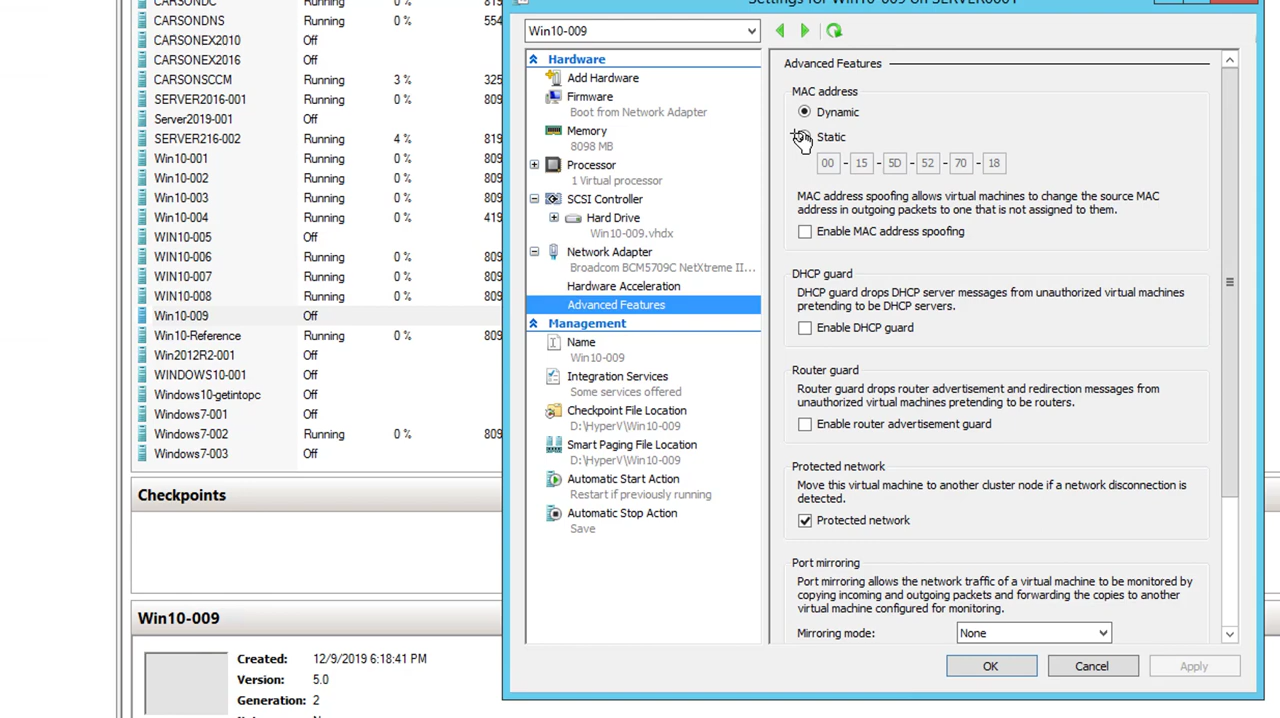 CARSONDC Running 0 % 325
CARSONDNS Running 0 % 554
CARSONEX2010 Off
CARSONEX2016 Off
CARSONSCCM Running 3 % 325
SERVER2016-001 Running 0 % 809
Server2019-001 Off
SERVER216-002 Running 4 % 819
Win10-001 Running 0 % 809
Win10-002 Running 0 % 809
Win10-003 Running 0 % 809
Win10-004 Running 0 % 419
WIN10-005 Off
WIN10-006 Running 0 % 809
WIN10-007 Running 0 % 809
WIN10-008 Running 0 % 809
Win10-009 Off
Win10-Reference Running 0 % 809
Win2012R2-001 Off
WINDOWS10-001 Off
Windows10-getintopc Off
Windows7-001 Off
Windows7-002 Running 0 % 809
Windows7-003 Off
Checkpoints
Win10-009
Created: 12/9/2019 6:18:41 PM
Version: 5.0
Generation: 2
Settings for Win10-009 on SERVER0001
Win10-009
Hardware
Add Hardware
Firmware
Boot from Network Adapter
Memory
8098 MB
Processor
1 Virtual processor
SCSI Controller
Hard Drive
Win10-009.vhdx
Network Adapter
Broadcom BCM5709C NetXtreme II...
Hardware Acceleration
Advanced Features
Management
Name
Win10-009
Integration Services
Some services offered
Checkpoint File Location
D:\HyperV\Win10-009
Smart Paging File Location
D:\HyperV\Win10-009
Automatic Start Action
Restart if previously running
Automatic Stop Action
Save
Advanced Features
MAC address
Dynamic
Static
00 - 15 - 5D - 52 - 70 - 18
MAC address spoofing allows virtual machines to change the source MAC
address in outgoing packets to one that is not assigned to them.
Enable MAC address spoofing
DHCP guard
DHCP guard drops DHCP server messages from unauthorized virtual machines
pretending to be DHCP servers.
Enable DHCP guard
Router guard
Router guard drops router advertisement and redirection messages from
unauthorized virtual machines pretending to be routers.
Enable router advertisement guard
Protected network
Move this virtual machine to another cluster node if a network disconnection is
detected.
Protected network
Port mirroring
Port mirroring allows the network traffic of a virtual machine to be monitored by
copying incoming and outgoing packets and forwarding the copies to another
virtual machine configured for monitoring.
Mirroring mode: None
OK Cancel Apply